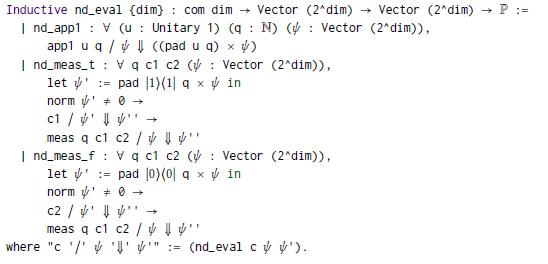 Inductive nd_eval {dim} : com dim → Vector (2^dim) → Vector (2^dim) → ℙ :=
| nd_app1 : ∀ (u : Unitary 1) (q : ℕ) (ψ : Vector (2^dim)),
app1 u q / ψ ⇓ ((pad u q) × ψ)
| nd_meas_t : ∀ q c1 c2 (ψ : Vector (2^dim)),
let ψ' := pad |1⟩⟨1| q × ψ in
norm ψ' ≠ 0 →
c1 / ψ' ⇓ ψ'' →
meas q c1 c2 / ψ ⇓ ψ''
| nd_meas_f : ∀ q c1 c2 (ψ : Vector (2^dim)),
let ψ' := pad |0⟩⟨0| q × ψ in
norm ψ' ≠ 0 →
c2 / ψ' ⇓ ψ'' →
meas q c1 c2 / ψ ⇓ ψ''
where "c '/' ψ '⇓' ψ'" := (nd_eval c ψ ψ').